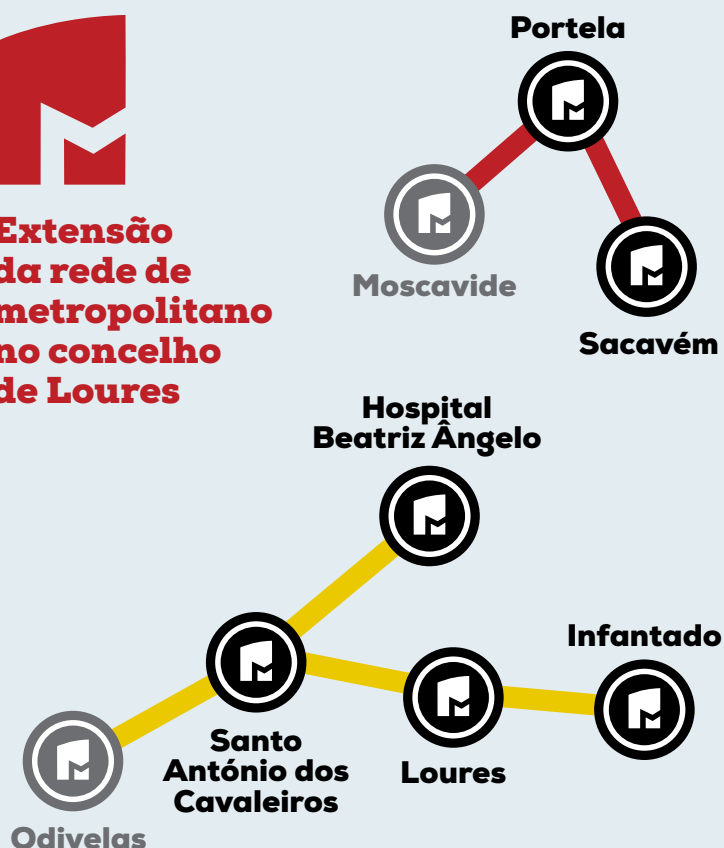 Portela
Extensão
da rede de
metropolitano
no concelho
de Loures
Moscavide
Sacavém
Hospital
Beatriz Ângelo
Infantado
Santo
António dos
Cavaleiros
Loures
Odivelas